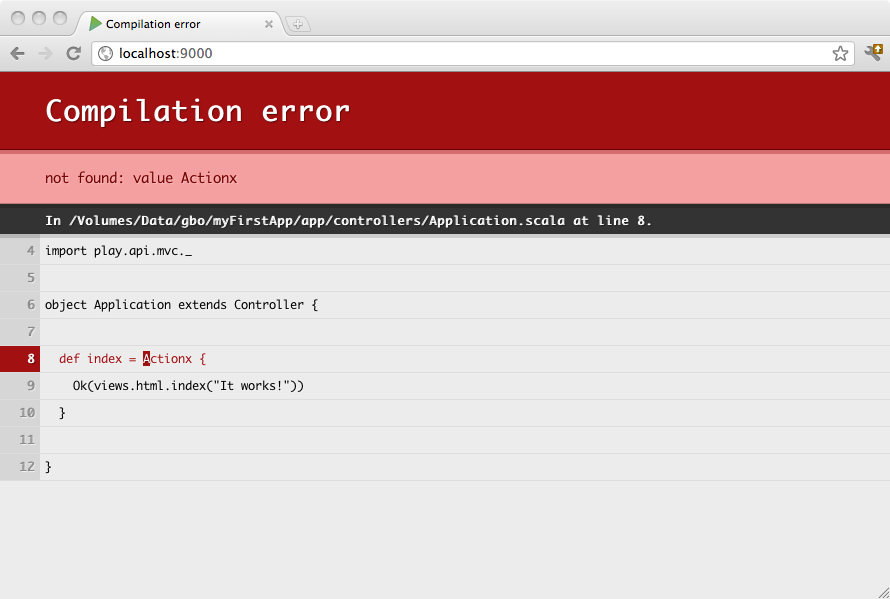 Compilation error
localhost:9000
Compilation error
not found: value Actionx
In /Volumes/Data/gbo/myFirstApp/app/controllers/Application.scala at line 8.
4 import play.api.mvc._
5
6 object Application extends Controller {
7
8 def index = Actionx {
9 Ok(views.html.index("It works!"))
10 }
11
12 }